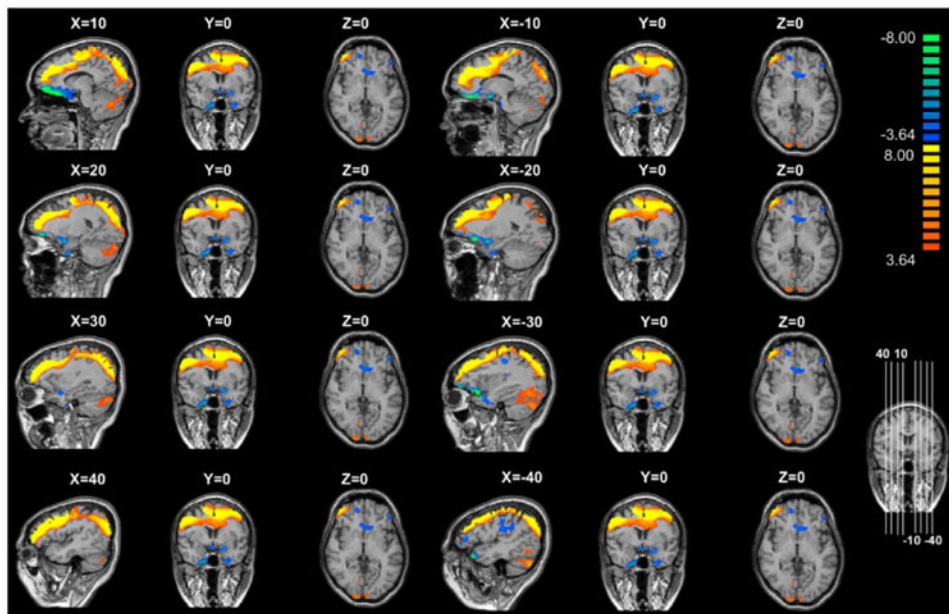 X=10 Y=0 Z=0 X=-10 Y=0 Z=0
-8.00
-3.64
8.00
3.64
X=20 Y=0 Z=0 X=-20 Y=0 Z=0
X=30 Y=0 Z=0 X=-30 Y=0 Z=0
40 10
X=40 Y=0 Z=0 X=-40 Y=0 Z=0
-10 -40